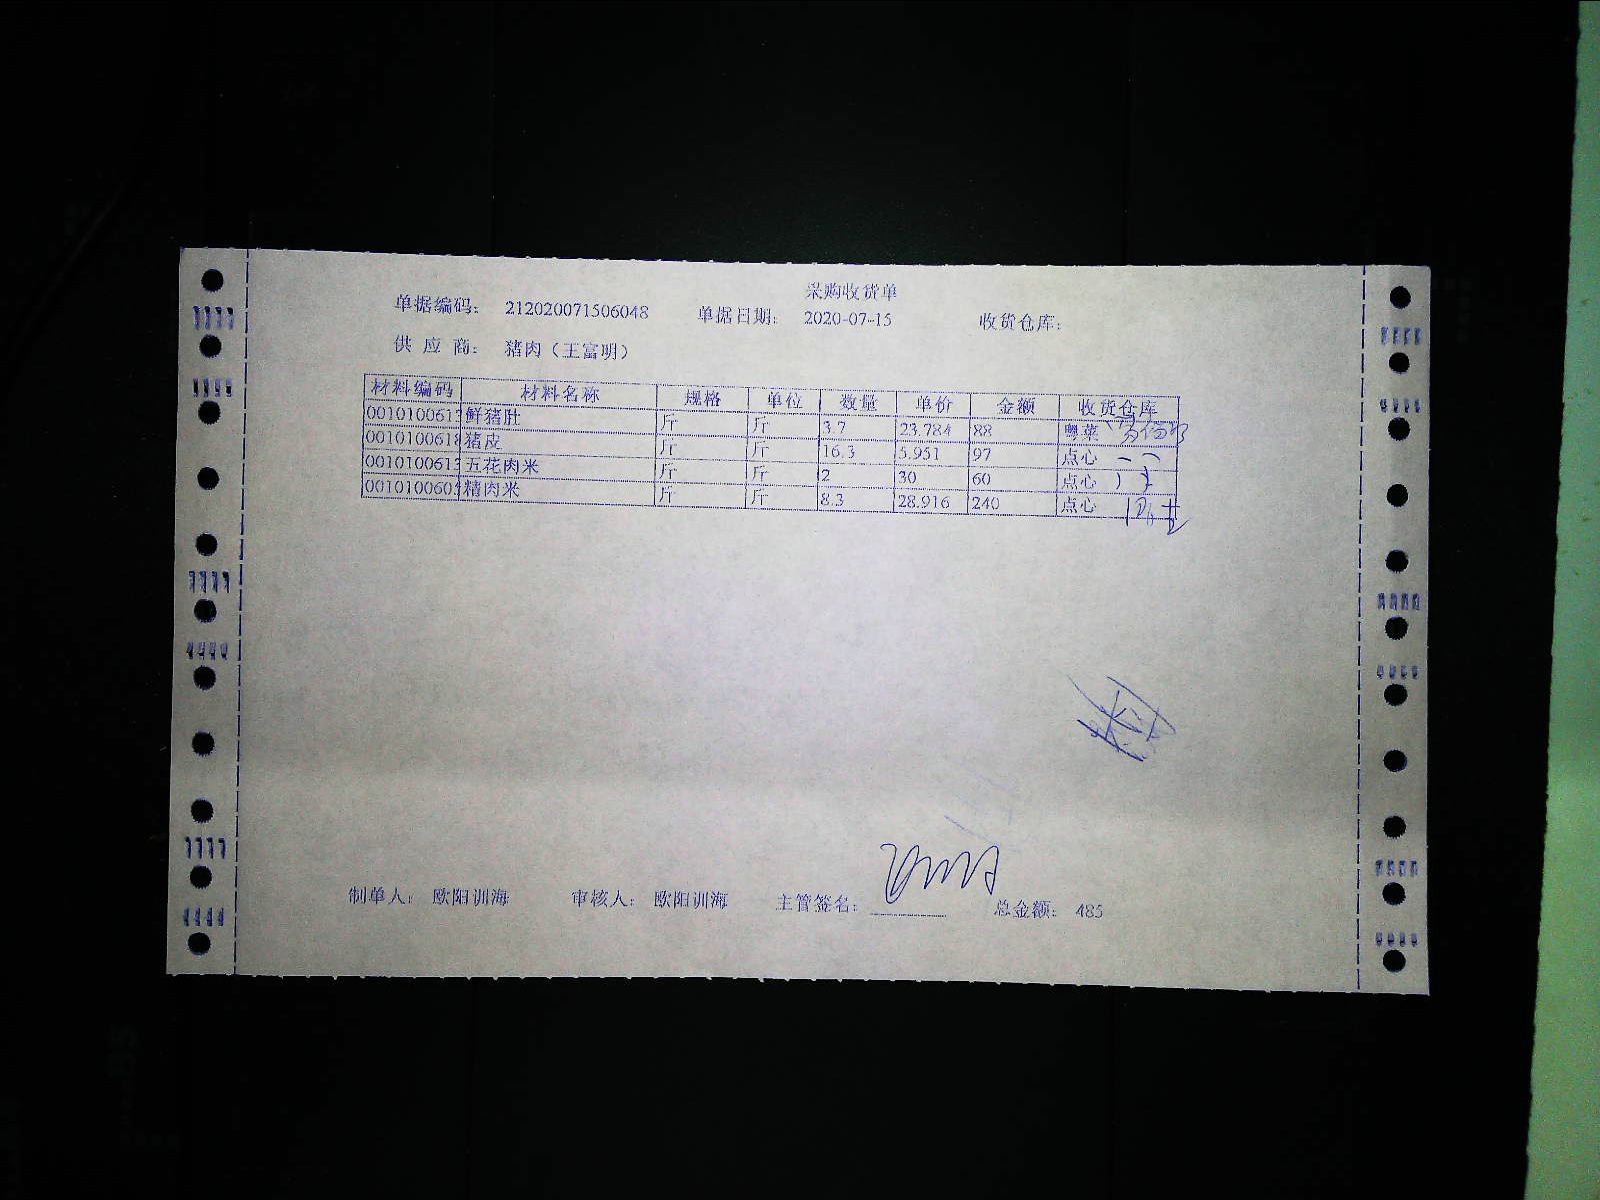 采购收货单
单据编码： 212020071506048 单据日期： 2020-07-15 收货仓库：
供 应 商： 猪肉（王富明）
材料编码 材料名称 规格 单位 数量 单价 金额 收货仓库
0010100613 鲜猪肚 斤 斤 3.7 23.784 88 粤菜
0010100618 猪皮 斤 斤 16.3 5.951 97 点心
0010100613 五花肉米 斤 斤 2 30 60 点心
0010100605 精肉米 斤 斤 8.3 28.916 240 点心
制单人： 欧阳训海 审核人： 欧阳训海 主管签名： 总金额： 485